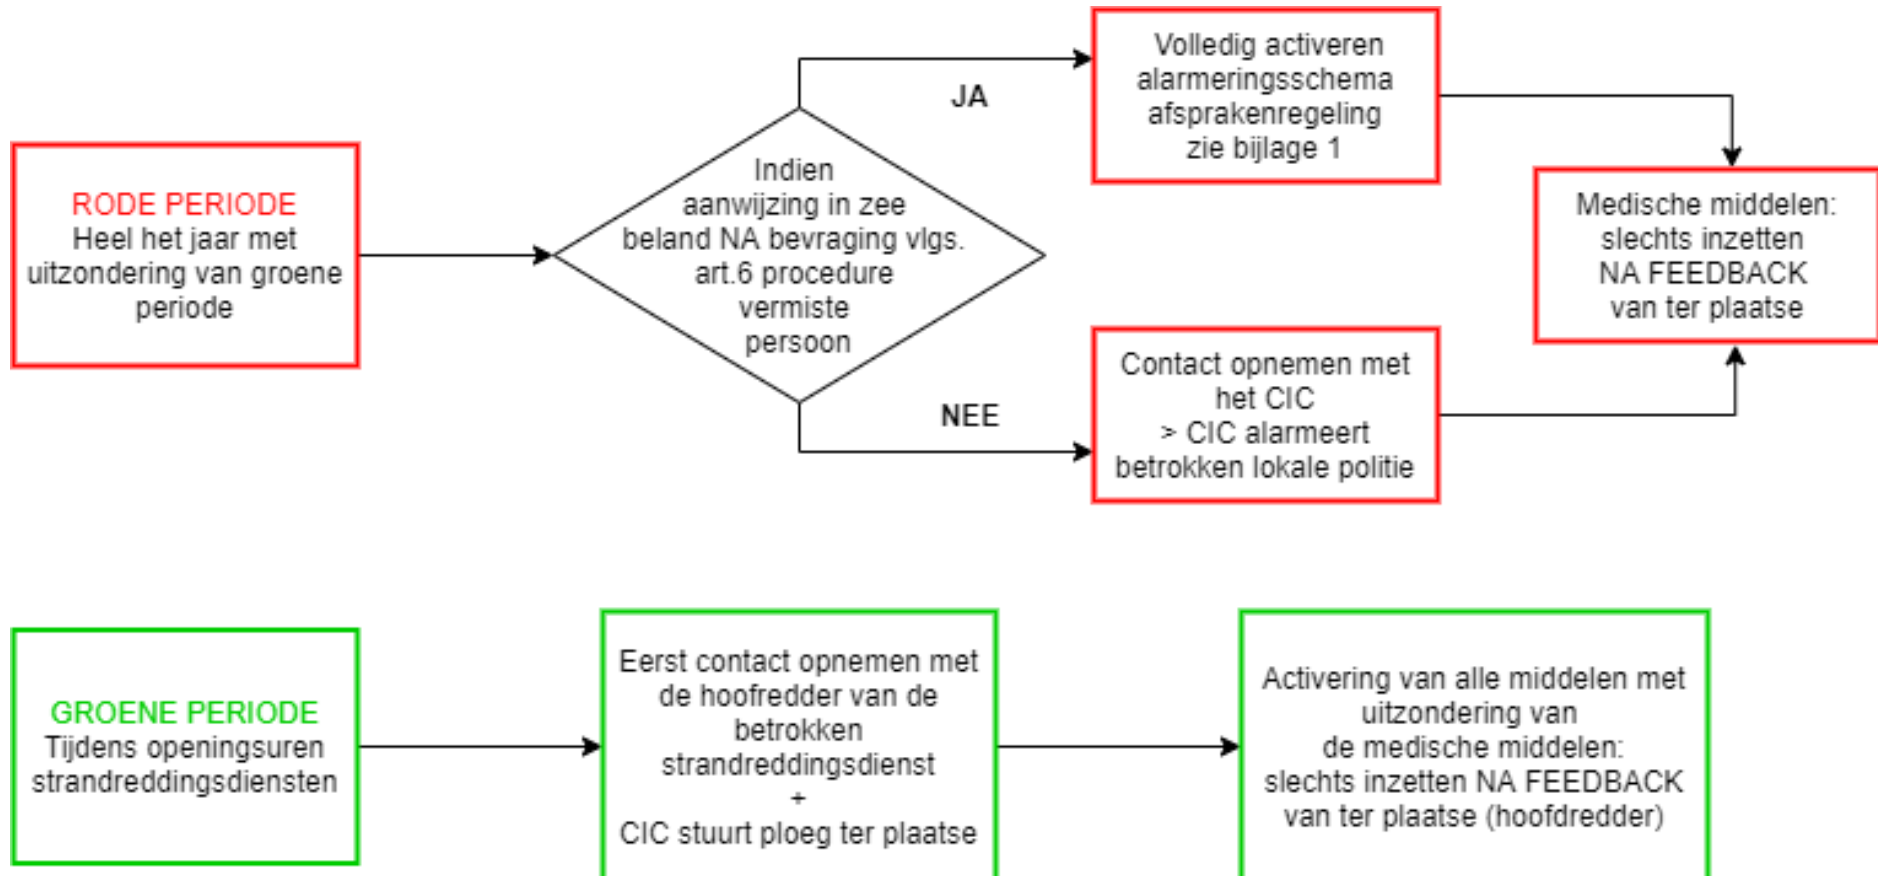 RODE PERIODE
Heel het jaar met
uitzondering van groene
periode
Indien
aanwijzing in zee
beland NA bevraging vlgs.
art.6 procedure
vermiste
persoon
JA
Volledig activeren
alarmeringsschema
afsprakenregeling
zie bijlage 1
NEE
Contact opnemen met
het CIC
> CIC alarmeert
betrokken lokale politie
Medische middelen:
slechts inzetten
NA FEEDBACK
van ter plaatse
GROENE PERIODE
Tijdens openingsuren
strandreddingsdiensten
Eerst contact opnemen met
de hoofredder van de
betrokken
strandreddingsdienst
+
CIC stuurt ploeg ter plaatse
Activering van alle middelen met
uitzondering van
de medische middelen:
slechts inzetten NA FEEDBACK
van ter plaatse (hoofdredder)